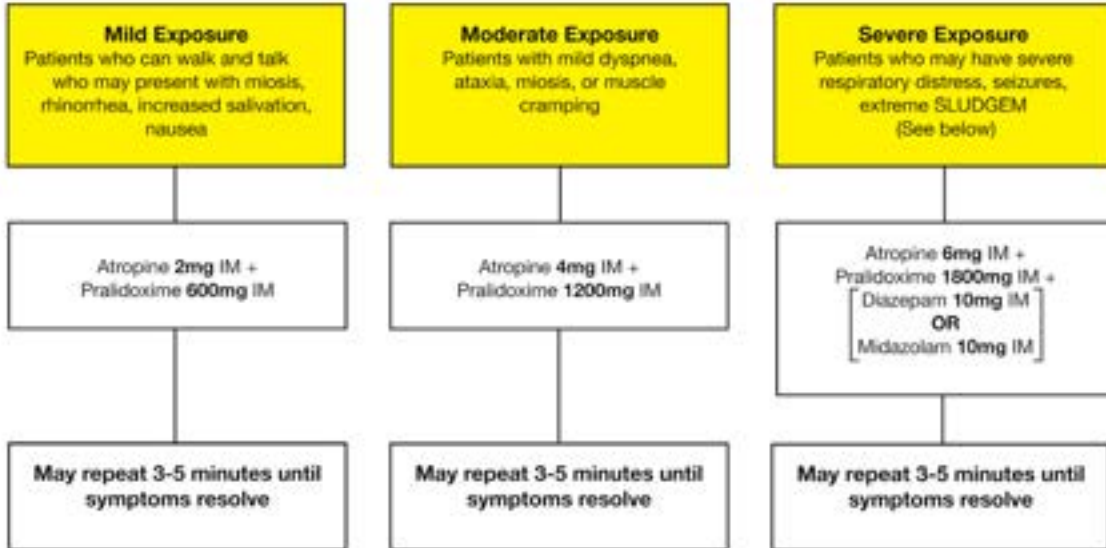 Mild Exposure
Patients who can walk and talk
who may present with miosis,
rhinorrhea, increased salivation,
nausea
Atropine 2mg IM +
Pralidoxime 600mg IM
May repeat 3-5 minutes until
symptoms resolve
Moderate Exposure
Patients with mild dyspnea,
ataxia, miosis, or muscle
cramping
Atropine 4mg IM +
Pralidoxime 1200mg IM
May repeat 3-5 minutes until
symptoms resolve
Severe Exposure
Patients who may have severe
respiratory distress, seizures,
extreme SLUDGEM
(See below)
Atropine 6mg IM +
Pralidoxime 1800mg IM +
[Diazepam 10mg IM
OR
Midazolam 10mg IM]
May repeat 3-5 minutes until
symptoms resolve